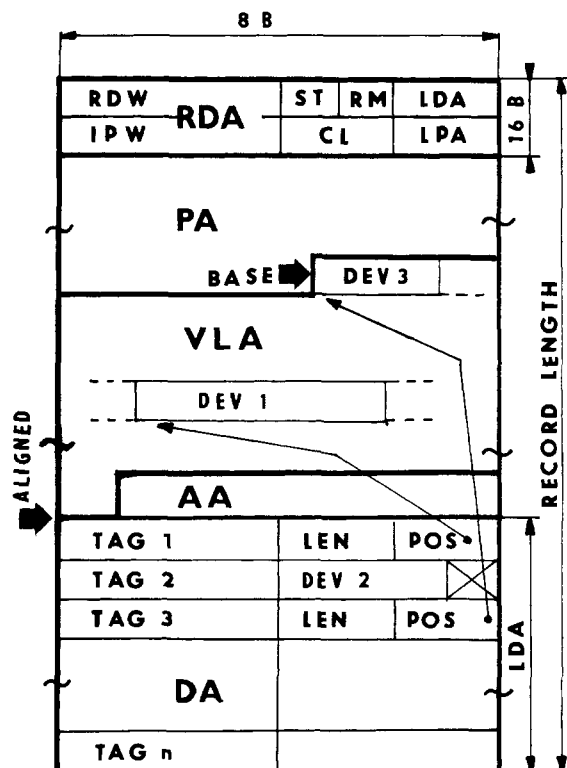 8 B
RDW ST RM LDA
RDA
IPW CL LPA
16 B
PA
BASE DEV 3
VLA
DEV 1
ALIGNED
AA
TAG 1 LEN POS
TAG 2 DEV 2
TAG 3 LEN POS
DA
TAG n
LDA
RECORD LENGTH